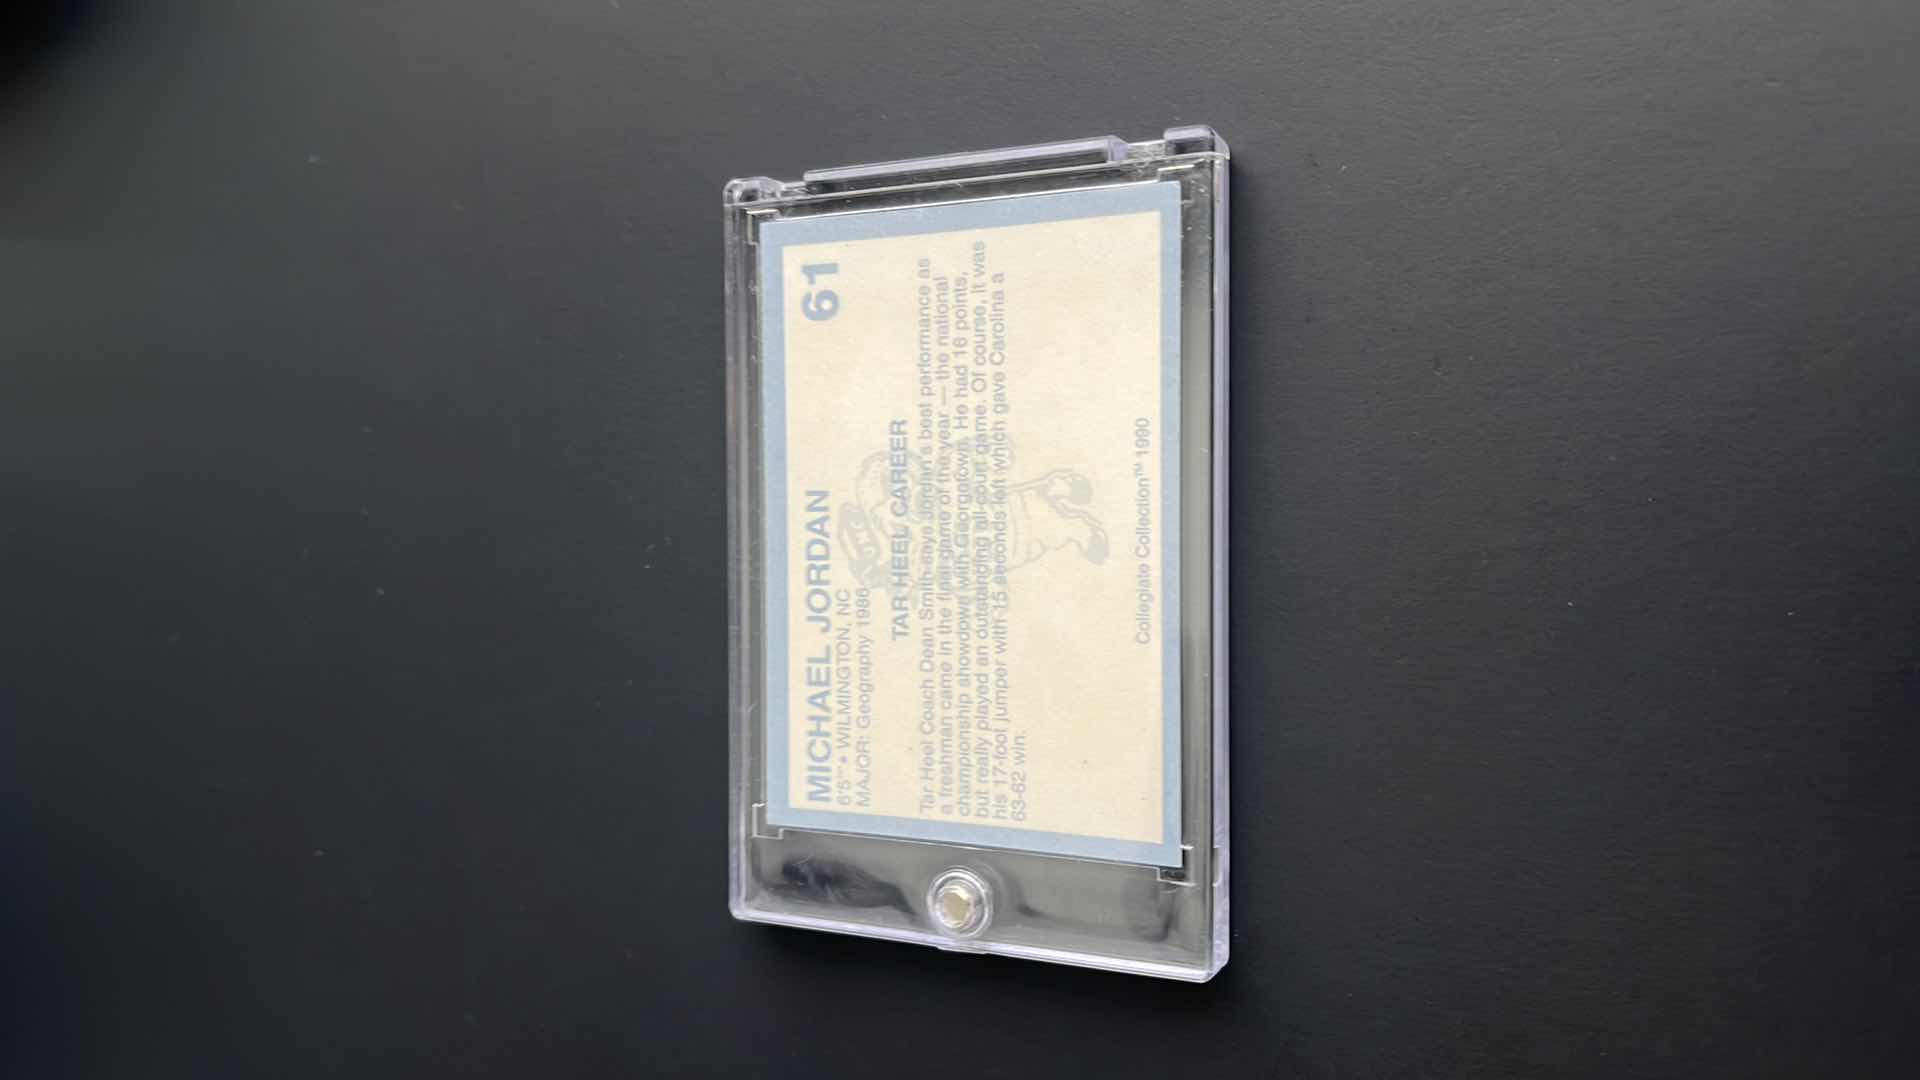 MICHAEL JORDAN 61
6'5" • WILMINGTON, NC
MAJOR: Geography 1986
UNC
TAR HEEL CAREER
Tar Heel Coach Dean Smith says Jordan's best performance as
a freshman came in the final game of the year — the national
championship showdown with Gorgetown. He had 16 points,
but really played an outstanding all-court game. Of course, it was
his 17-foot jumper with 15 seconds left which gave Carolina a
63-62 win.
Collegiate Collection™ 1990